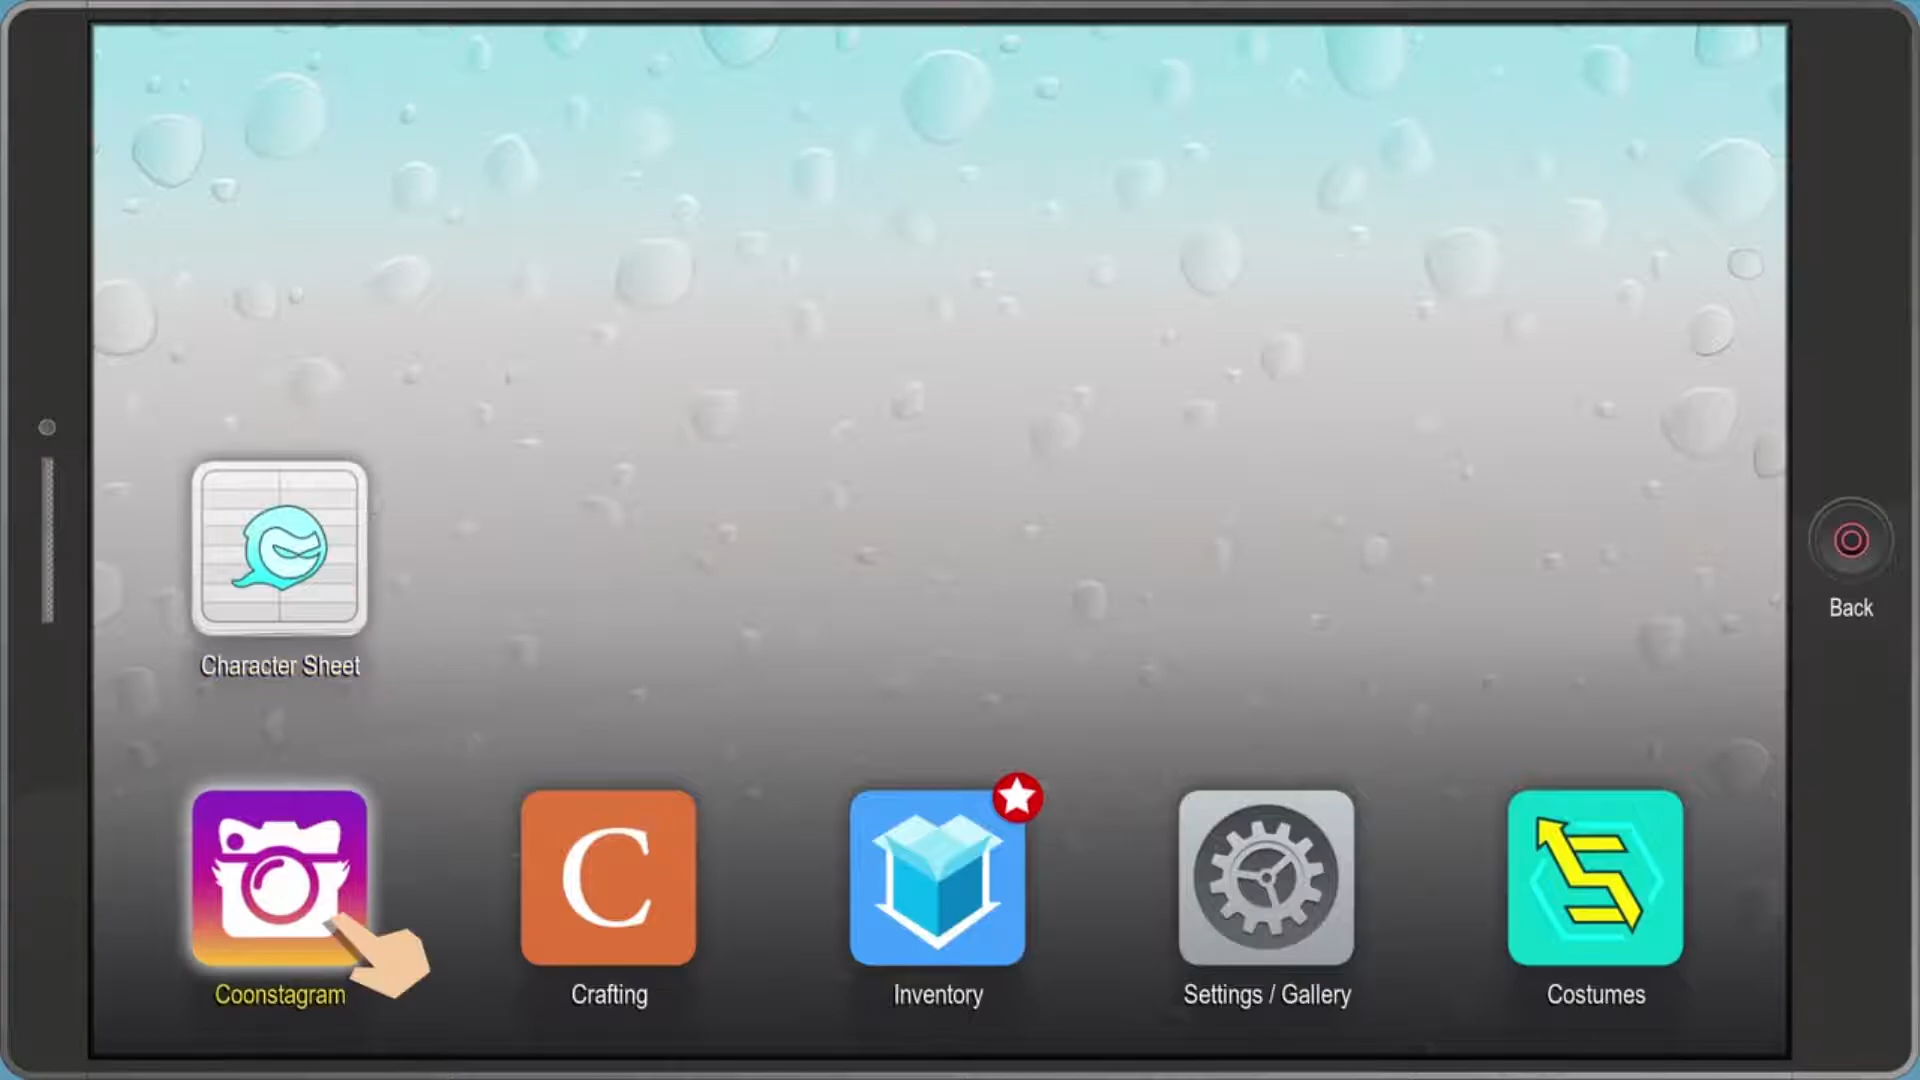 Character Sheet
Back
C
Coonstagram
Crafting
Inventory
Settings / Gallery
Costumes